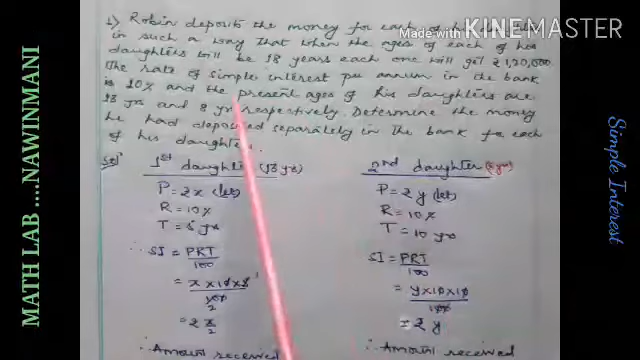 Made with KINEMASTER
1) Robin deposits the money for each of his
in such a way that when the ages of each of his
daughters will be 18 years each one will get ₹1,20,000.
The rate of simple interest per annum in the bank
is 10% and the present ages of his daughters are
13 yrs and 8 yrs respectively. Determine the money
he had deposited separately in the bank for each
of his daughter.
Solⁿ 1st daughter (13 yrs)
P = ₹ x (let)
R = 10%
T = 5 yrs
∴ SI = PRT/100
= x×10×5/100
= ₹ x/2
∴ Amount received
2nd daughter (8 yrs)
P = ₹ y (let)
R = 10%
T = 10 yrs
SI = PRT/100
= y×10×10/100
= ₹ y
∴ Amount received
MATH LAB ....NAWINMANI
Simple Interest